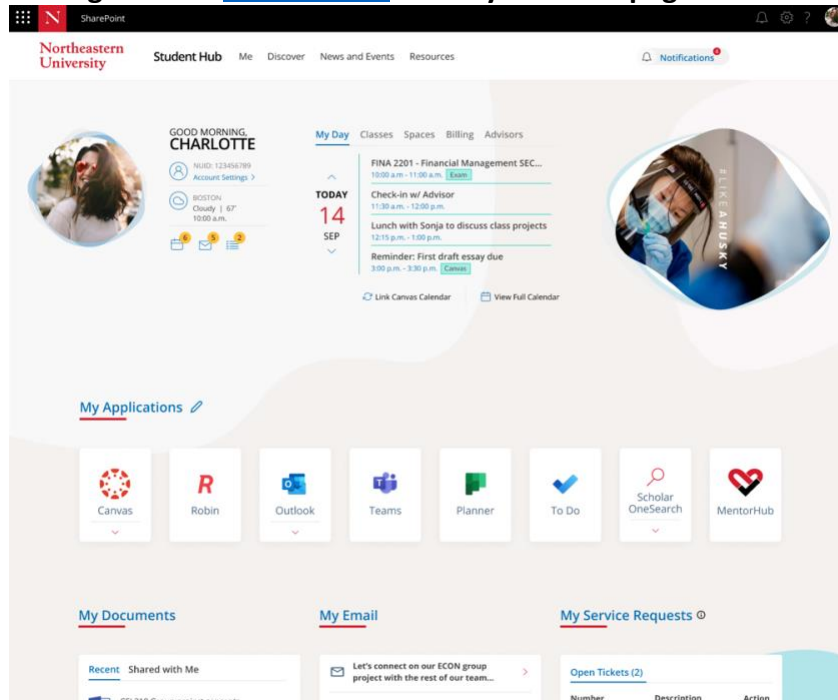 SharePoint
Northeastern
University
Student Hub Me Discover News and Events Resources
Notifications
GOOD MORNING,
CHARLOTTE
NUID: 123456789
Account Settings >
BOSTON
Cloudy | 67°
10:00 a.m.
6 5 2
My Day Classes Spaces Billing Advisors
TODAY
14
SEP
FINA 2201 - Financial Management SEC...
10:00 a.m - 11:00 a.m. Exam
Check-in w/ Advisor
11:30 a.m. - 12:00 p.m.
Lunch with Sonja to discuss class projects
12:15 p.m. - 1:00 p.m.
Reminder: First draft essay due
3:00 p.m. - 3:30 p.m. Canvas
Link Canvas Calendar View Full Calendar
#LIKEAHUSKY
My Applications
Canvas
Robin
Outlook
Teams
Planner
To Do
Scholar
OneSearch
MentorHub
My Documents
Recent Shared with Me
My Email
Let's connect on our ECON group
project with the rest of our team...
My Service Requests
Open Tickets (2)
Number Description Action